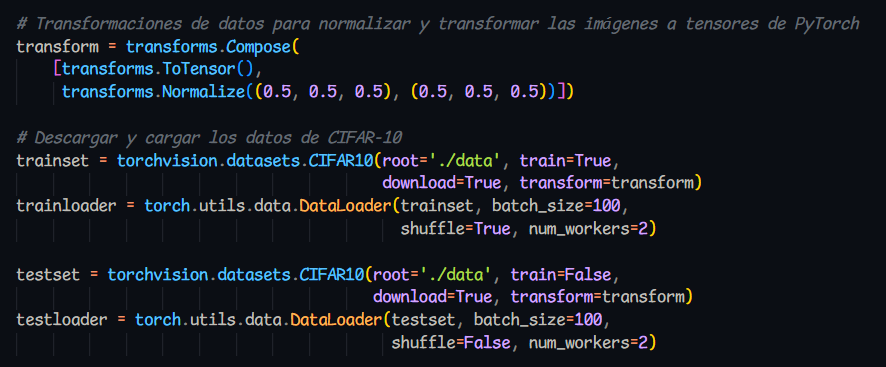 # Transformaciones de datos para normalizar y transformar las imágenes a tensores de PyTorch
transform = transforms.Compose(
    [transforms.ToTensor(),
     transforms.Normalize((0.5, 0.5, 0.5), (0.5, 0.5, 0.5))])

# Descargar y cargar los datos de CIFAR-10
trainset = torchvision.datasets.CIFAR10(root='./data', train=True,
                                        download=True, transform=transform)
trainloader = torch.utils.data.DataLoader(trainset, batch_size=100,
                                          shuffle=True, num_workers=2)

testset = torchvision.datasets.CIFAR10(root='./data', train=False,
                                       download=True, transform=transform)
testloader = torch.utils.data.DataLoader(testset, batch_size=100,
                                         shuffle=False, num_workers=2)